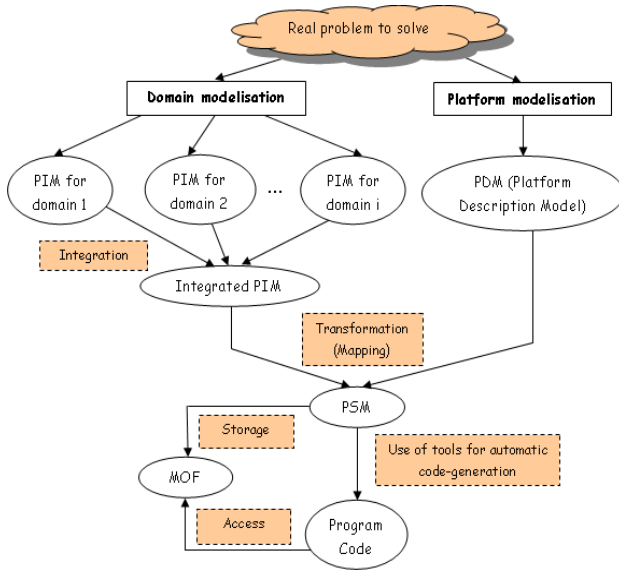 Real problem to solve
Domain modelisation
Platform modelisation
PIM for
domain 1
PIM for
domain 2
...
PIM for
domain i
PDM (Platform
Description Model)
Integration
Integrated PIM
Transformation
(Mapping)
PSM
Storage
Use of tools for automatic
code-generation
MOF
Access
Program
Code